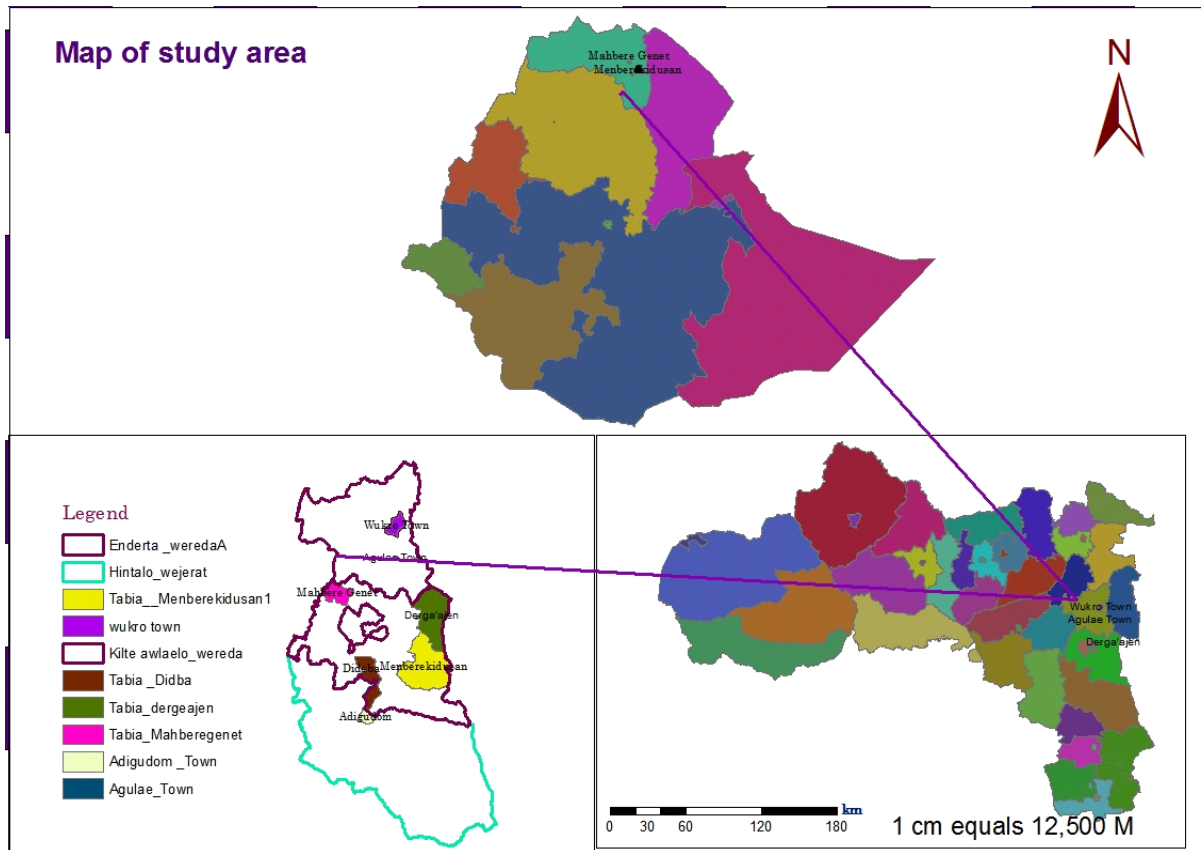 Map of study area
Mahbere Genet
Menberekidusan
N
Legend
Enderta _weredaA
Hintalo_wejerat
Tabia__Menberekidusan1
wukro town
Kilte awlaelo_wereda
Tabia _Didba
Tabia_dergeajen
Tabia_Mahberegenet
Adigudom _Town
Agulae_Town
Wukro Town
Agulae Town
Mahbere Genet
Derga'ajen
Dideba
Menberekidusan
Adigudom
Wukro Town
Agulae Town
Derga'ajen
km
0 30 60 120 180
1 cm equals 12,500 M